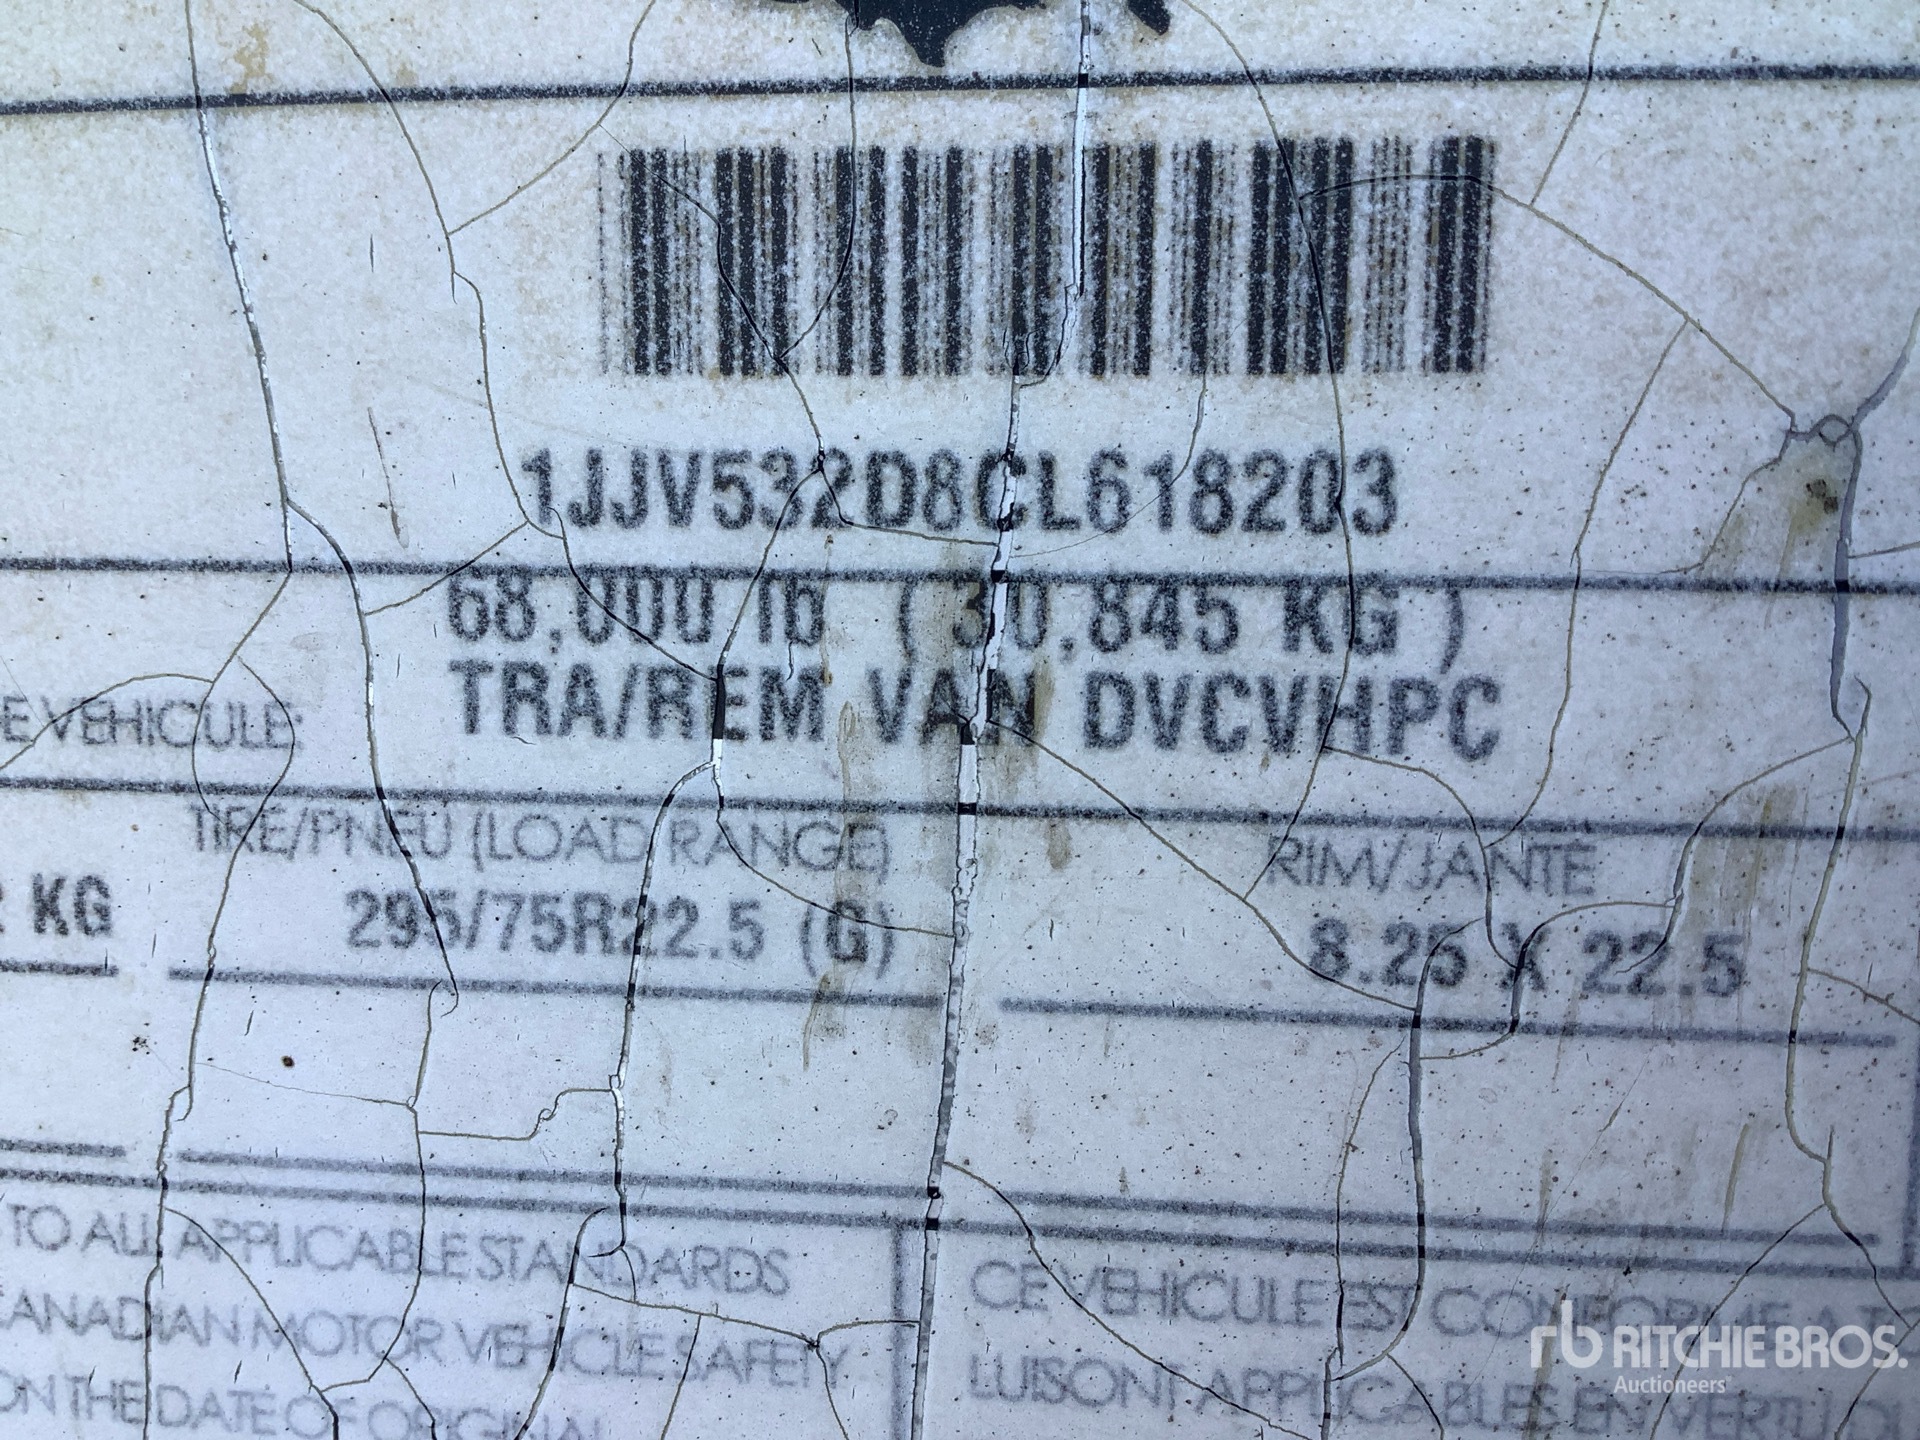 1JJV532D8CL618203
68,000 lb ( 30,845 KG )
TRA/REM VAN DVCVHPC
E VEHICULE:
TIRE/PNEU (LOAD RANGE)
RIM/JANTE
KG
295/75R22.5 (G)
8.25 X 22.5
TO ALL APPLICABLE STANDARDS
CANADIAN MOTOR VEHICLE SAFETY
ON THE DATE OF ORIGINAL
CE VEHICULE EST CONFORME A T
LUI SONT APPLICABLES EN VERTU
rb RITCHIE BROS.
Auctioneers